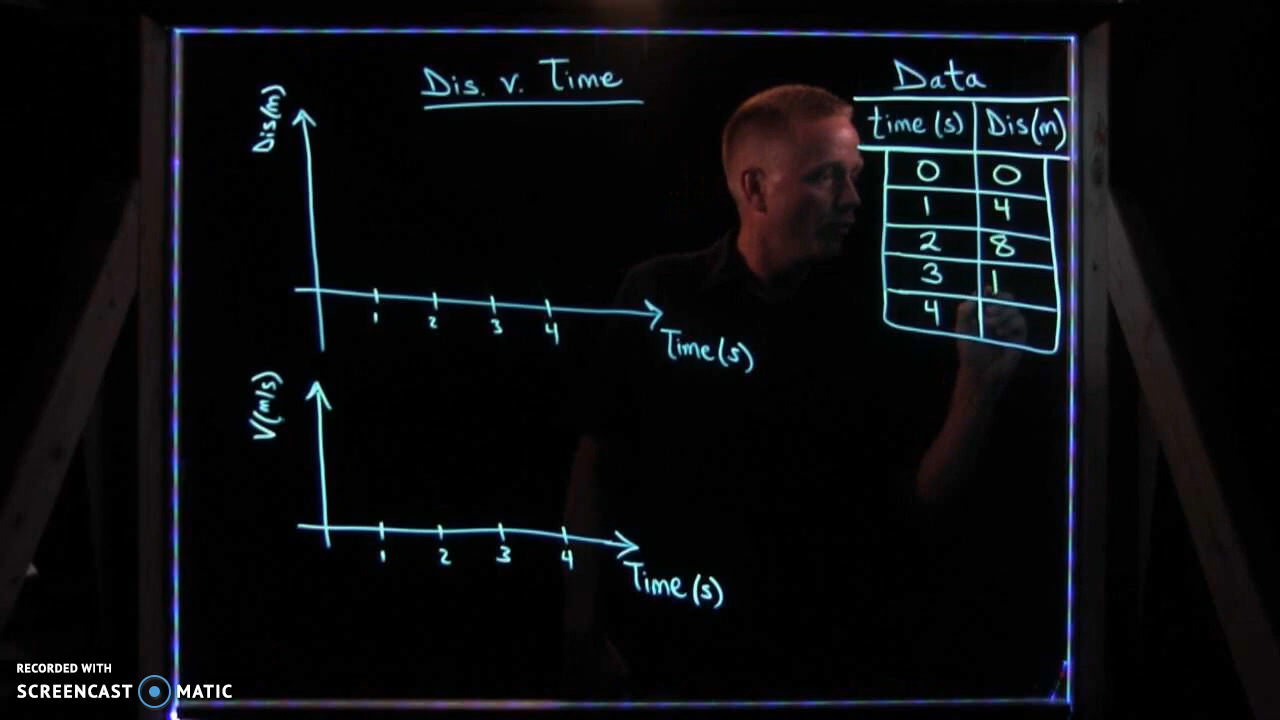 Dis. v. Time
Dis(m)
1 2 3 4
Time(s)
V(m/s)
1 2 3 4
Time(s)
Data
time(s) Dis(m)
0 0
1 4
2 8
3 1
4
RECORDED WITH
SCREENCAST MATIC